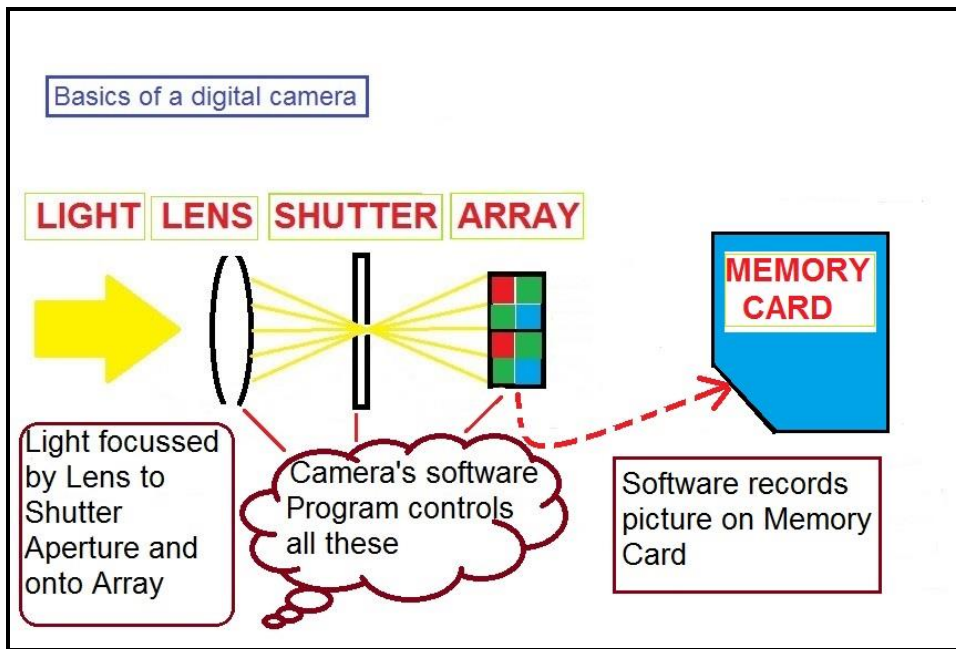 Basics of a digital camera
LIGHT LENS SHUTTER ARRAY
MEMORY
CARD
Light focussed
by Lens to
Shutter
Aperture and
onto Array
Camera's software
Program controls
all these
Software records
picture on Memory
Card